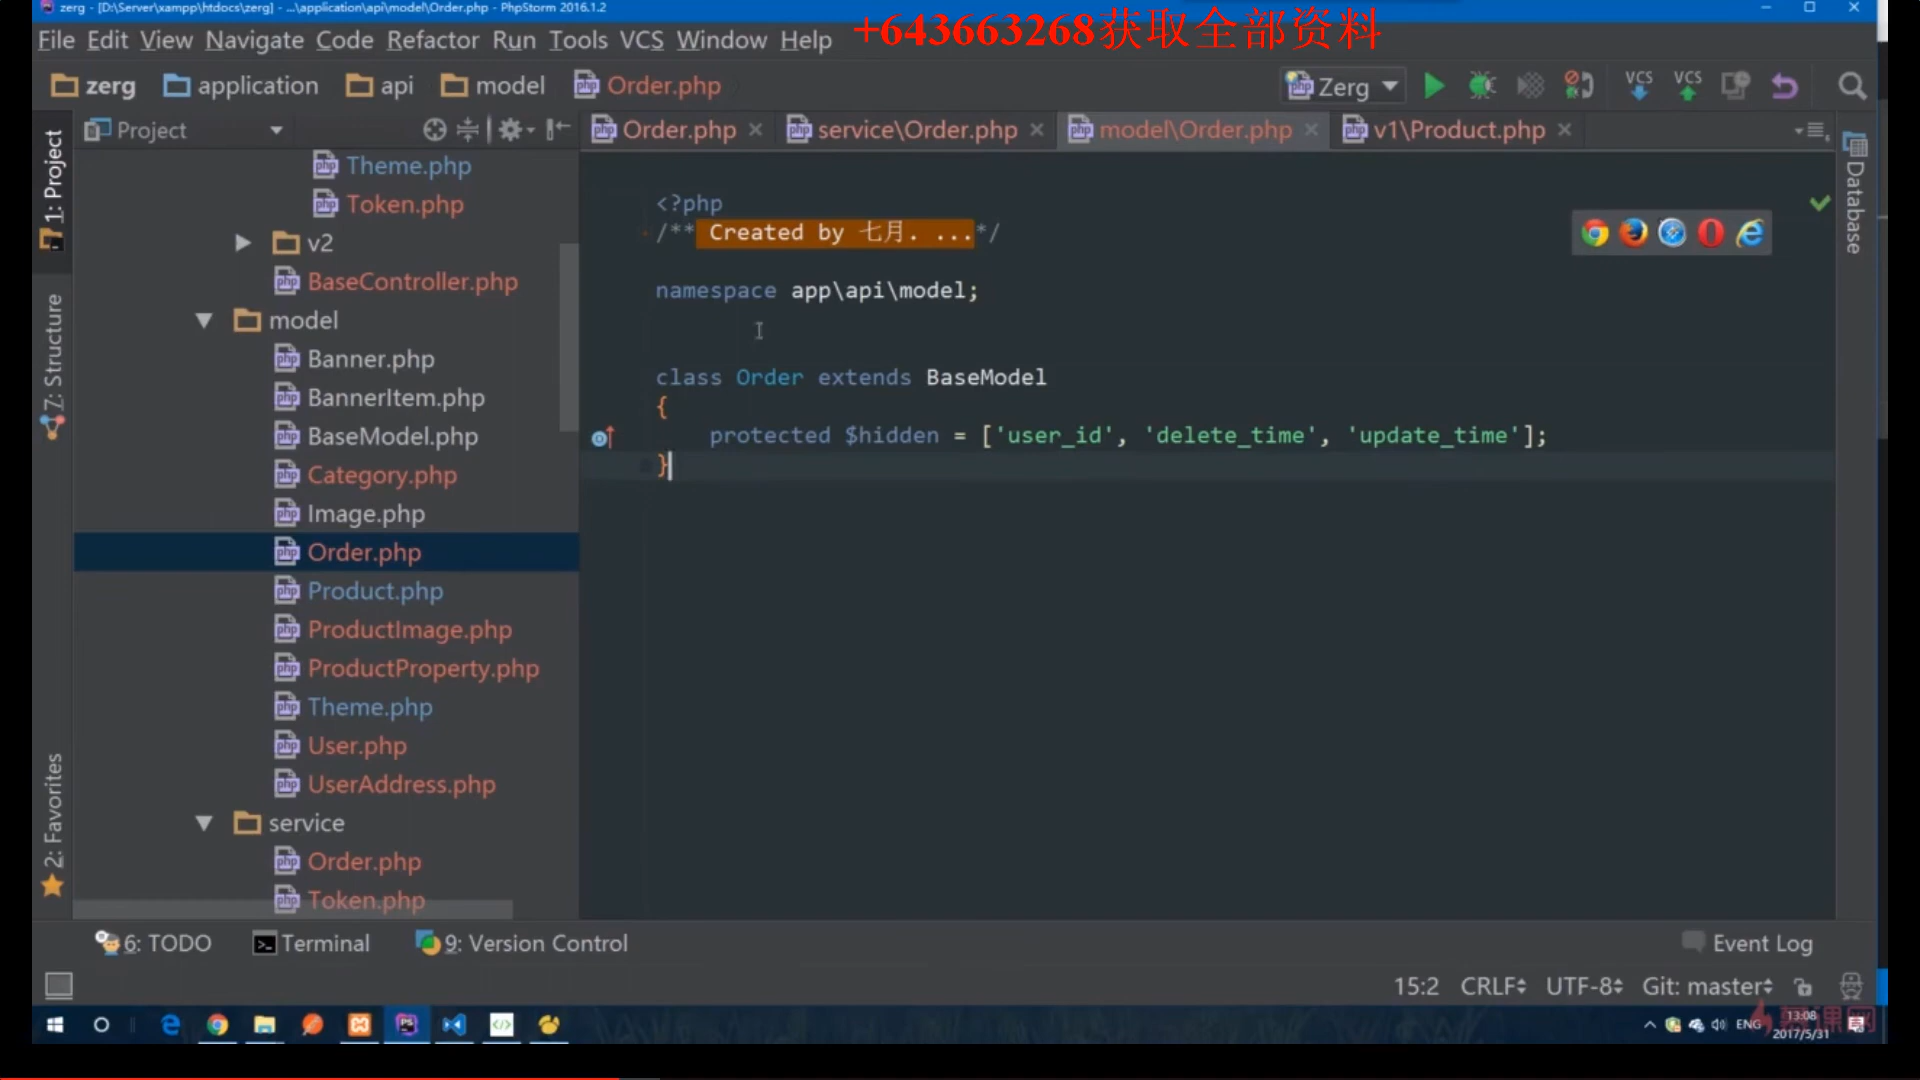 zerg - [D:\Server\xampp\htdocs\zerg] - ...\application\api\model\Order.php - PhpStorm 2016.1.2
+643663268获取全部资料
File Edit View Navigate Code Refactor Run Tools VCS Window Help
zerg application api model Order.php Zerg VCS VCS
Project Order.php service\Order.php model\Order.php v1\Product.php
1: Project
Z: Structure
2: Favorites
Database
Theme.php
Token.php
v2
BaseController.php
model
Banner.php
BannerItem.php
BaseModel.php
Category.php
Image.php
Order.php
Product.php
ProductImage.php
ProductProperty.php
Theme.php
User.php
UserAddress.php
service
Order.php
Token.php
<?php
/** Created by 七月. ...*/
namespace app\api\model;
class Order extends BaseModel
{
protected $hidden = ['user_id', 'delete_time', 'update_time'];
}
6: TODO Terminal 9: Version Control Event Log
15:2 CRLF UTF-8 Git: master
ENG 13:08
2017/5/31